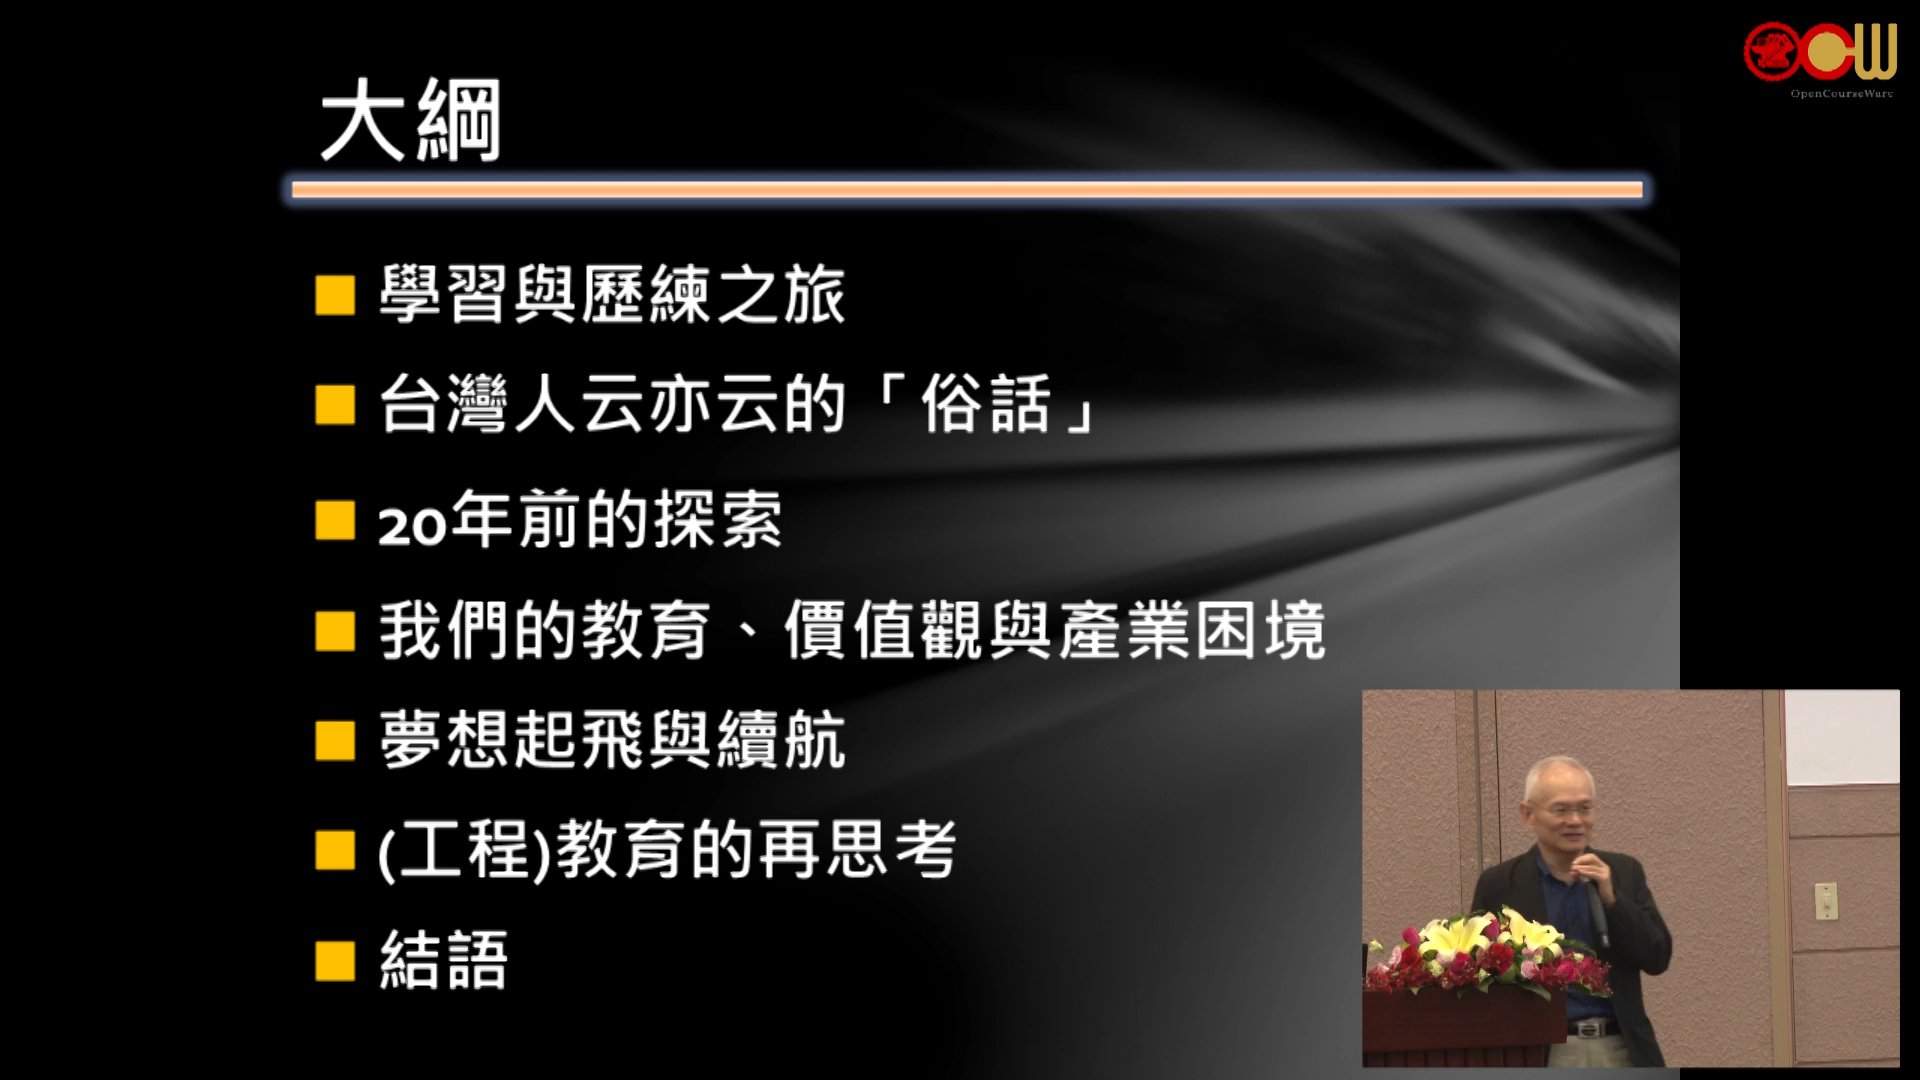 OpenCourseWare
大綱
學習與歷練之旅
台灣人云亦云的「俗話」
20年前的探索
我們的教育、價值觀與產業困境
夢想起飛與續航
(工程)教育的再思考
結語